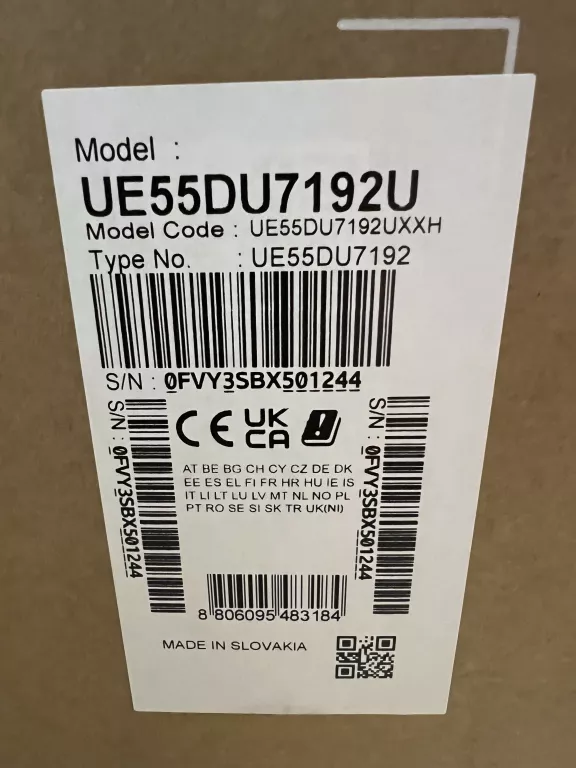 Model :
UE55DU7192U
Model Code : UE55DU7192UXXH
Type No. : UE55DU7192
S/N : 0FVY3SBX501244
S/N : 0FVY3SBX501244
CE UK CA
AT BE BG CH CY CZ DE DK
EE ES EL FI FR HR HU IE IS
IT LI LT LU LV MT NL NO PL
PT RO SE SI SK TR UK(NI)
S/N : 0FVY3SBX501244
8 806095 483184
MADE IN SLOVAKIA